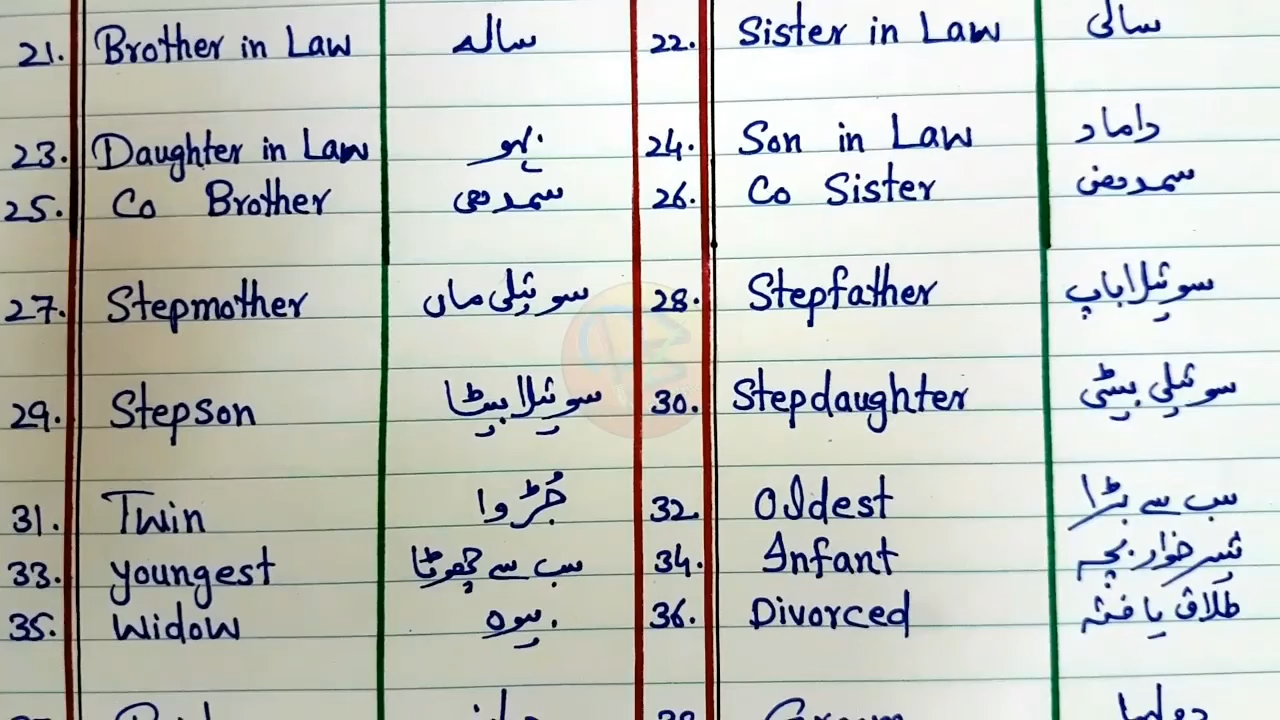 21. Brother in Law سالہ 22. Sister in Law سالی
23. Daughter in Law بہو 24. Son in Law داماد
25. Co Brother سمدھی 26. Co Sister سمدھن
27. Stepmother سوتیلی ماں 28. Stepfather سوتیلا باپ
29. Stepson سوتیلا بیٹا 30. Stepdaughter سوتیلی بیٹی
31. Twin جُڑوا 32. Oldest سب سے بڑا
33. Youngest سب سے چھوٹا 34. Infant شیر خوار بچہ
35. Widow بیوہ 36. Divorced طلاق یافتہ
Groom دولہا